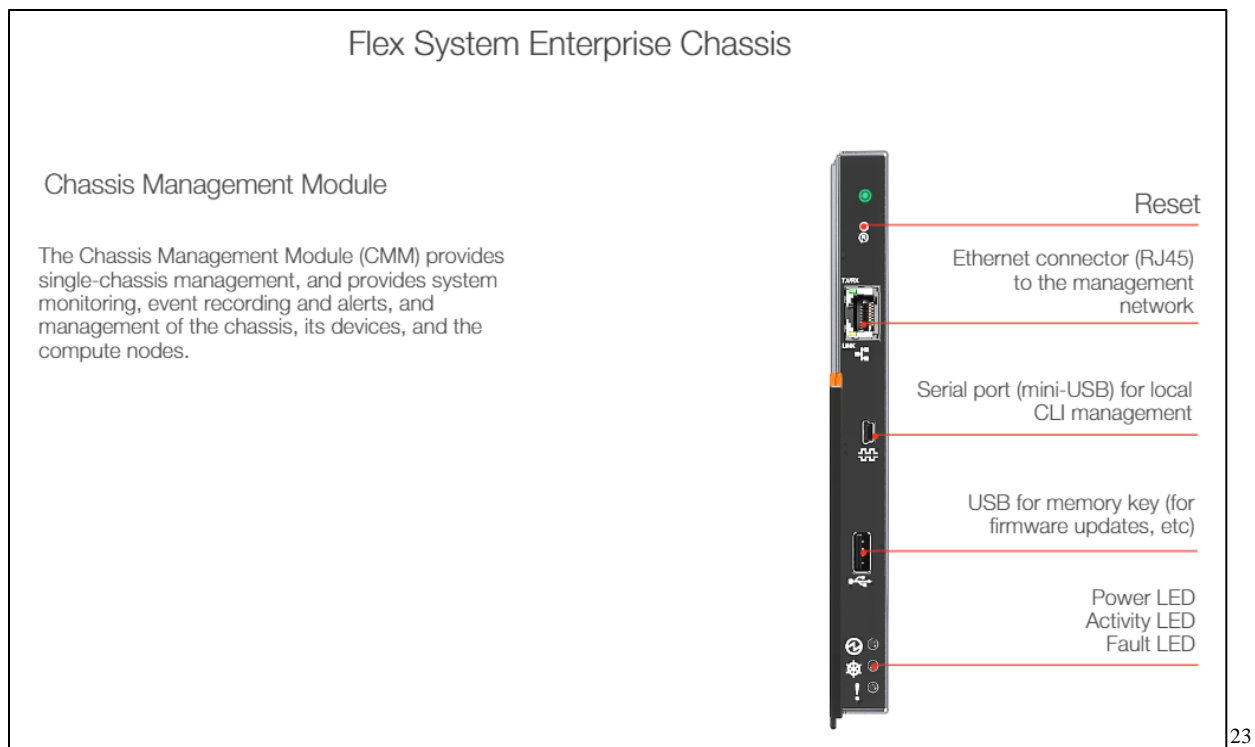 Flex System Enterprise Chassis
Chassis Management Module
The Chassis Management Module (CMM) provides
single-chassis management, and provides system
monitoring, event recording and alerts, and
management of the chassis, its devices, and the
compute nodes.
Reset
Ethernet connector (RJ45)
to the management
network
TX/RX
LINK
Serial port (mini-USB) for local
CLI management
USB for memory key (for
firmware updates, etc)
Power LED
Activity LED
Fault LED
!
23